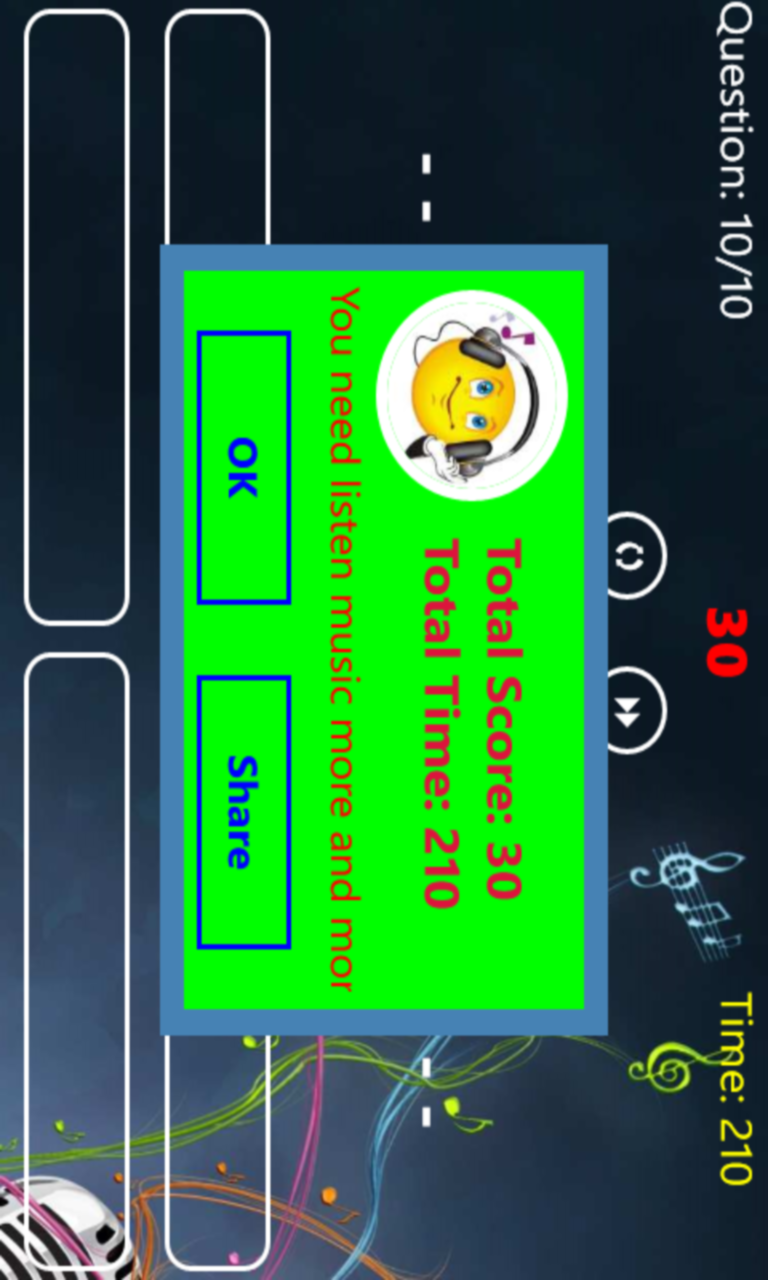 Question: 10/10
30
Time: 210
Total Score: 30
Total Time: 210
You need listen music more and mor
OK
Share